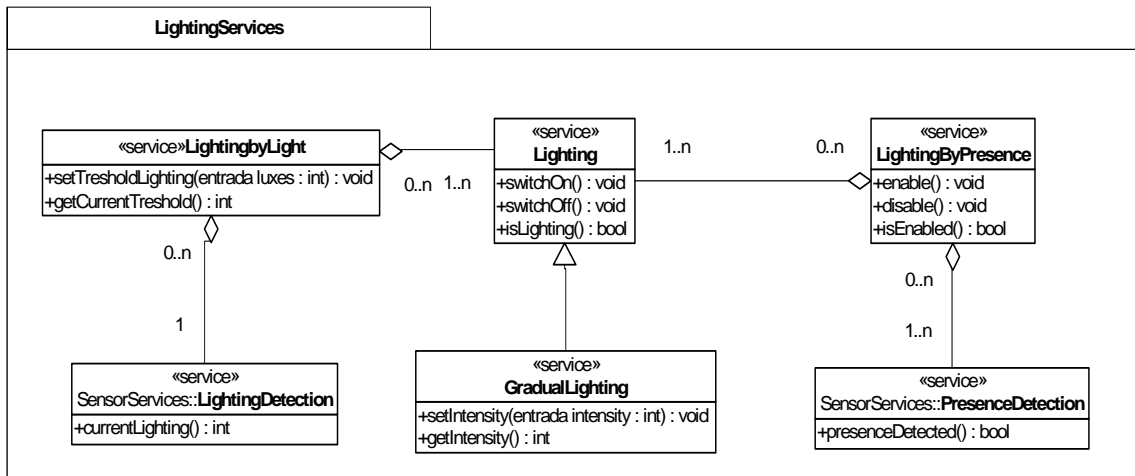 LightingServices
«service»LightingbyLight
+setTresholdLighting(entrada luxes : int) : void
+getCurrentTreshold() : int
0..n
1..n
«service»
Lighting
+switchOn() : void
+switchOff() : void
+isLighting() : bool
1..n
0..n
«service»
LightingByPresence
+enable() : void
+disable() : void
+isEnabled() : bool
0..n
1
0..n
1..n
«service»
SensorServices::LightingDetection
+currentLighting() : int
«service»
GradualLighting
+setIntensity(entrada intensity : int) : void
+getIntensity() : int
«service»
SensorServices::PresenceDetection
+presenceDetected() : bool